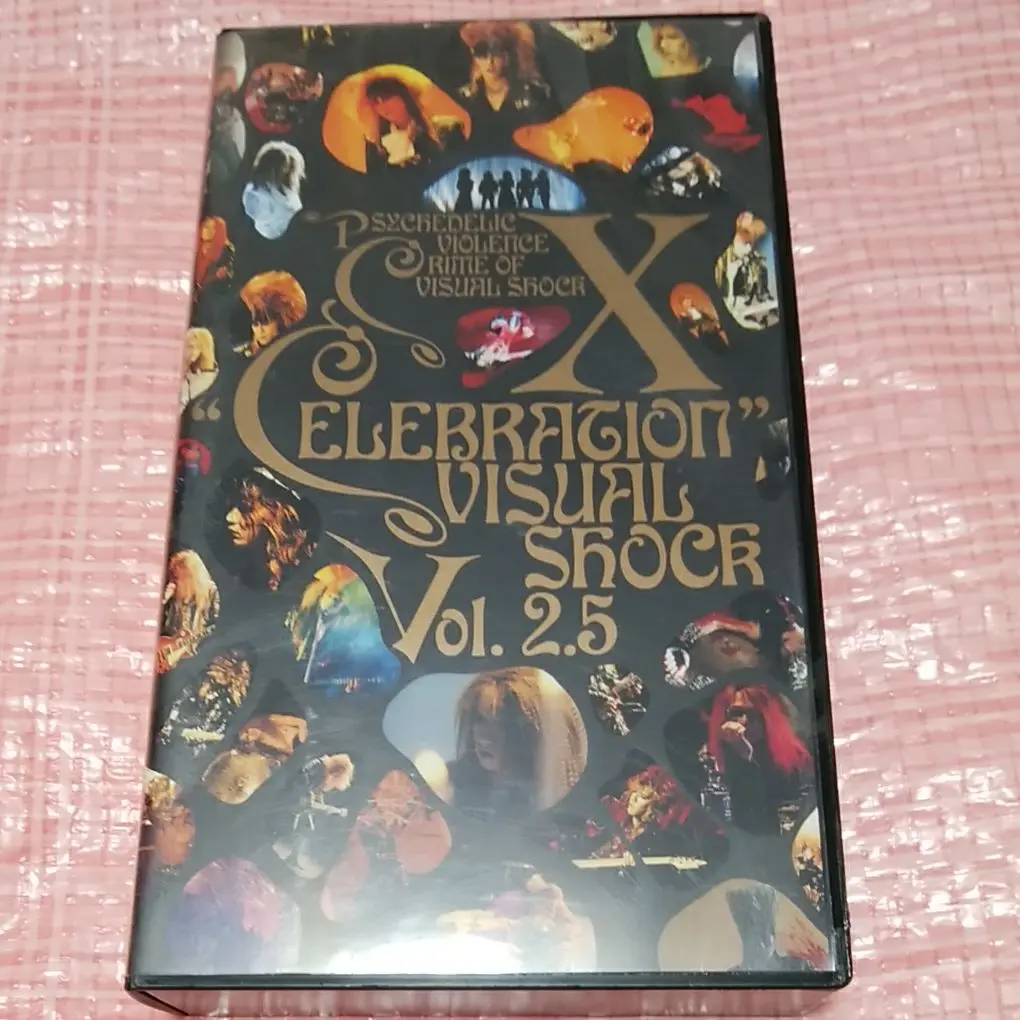 PSYCHEDELIC
VIOLENCE
CRIME OF
VISUAL SHOCK
X
“CELEBRATION”
VISUAL
SHOCK
Vol. 2.5